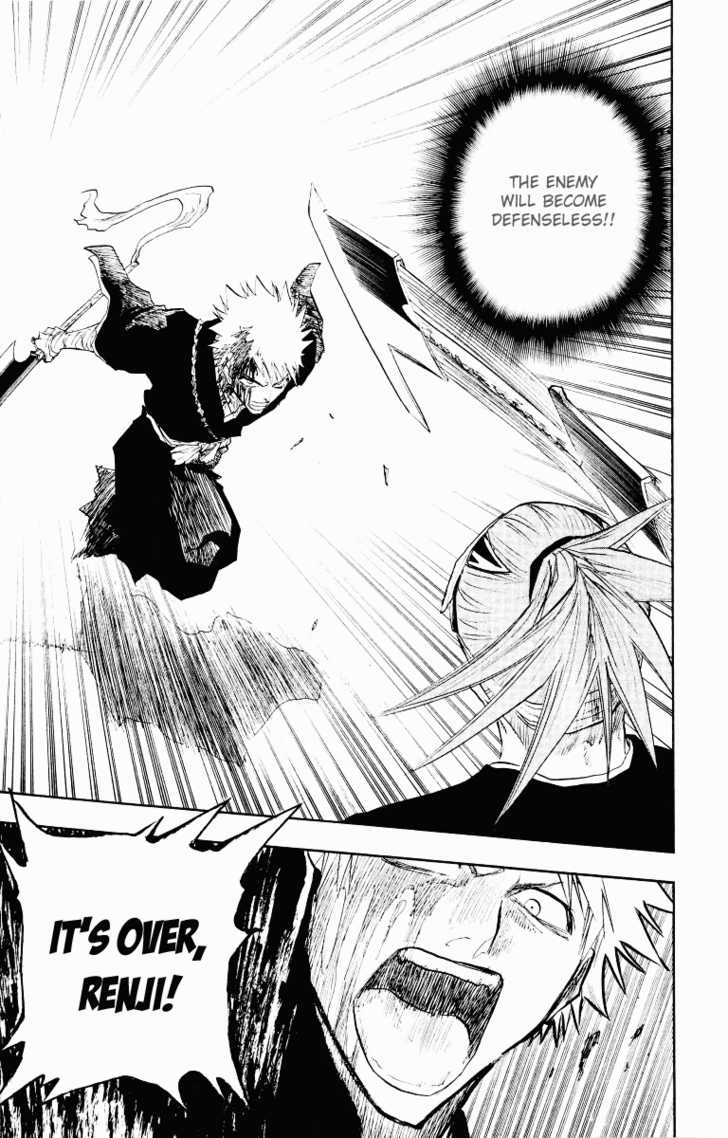 THE ENEMY
WILL BECOME
DEFENSELESS!!
IT'S OVER,
RENJI!